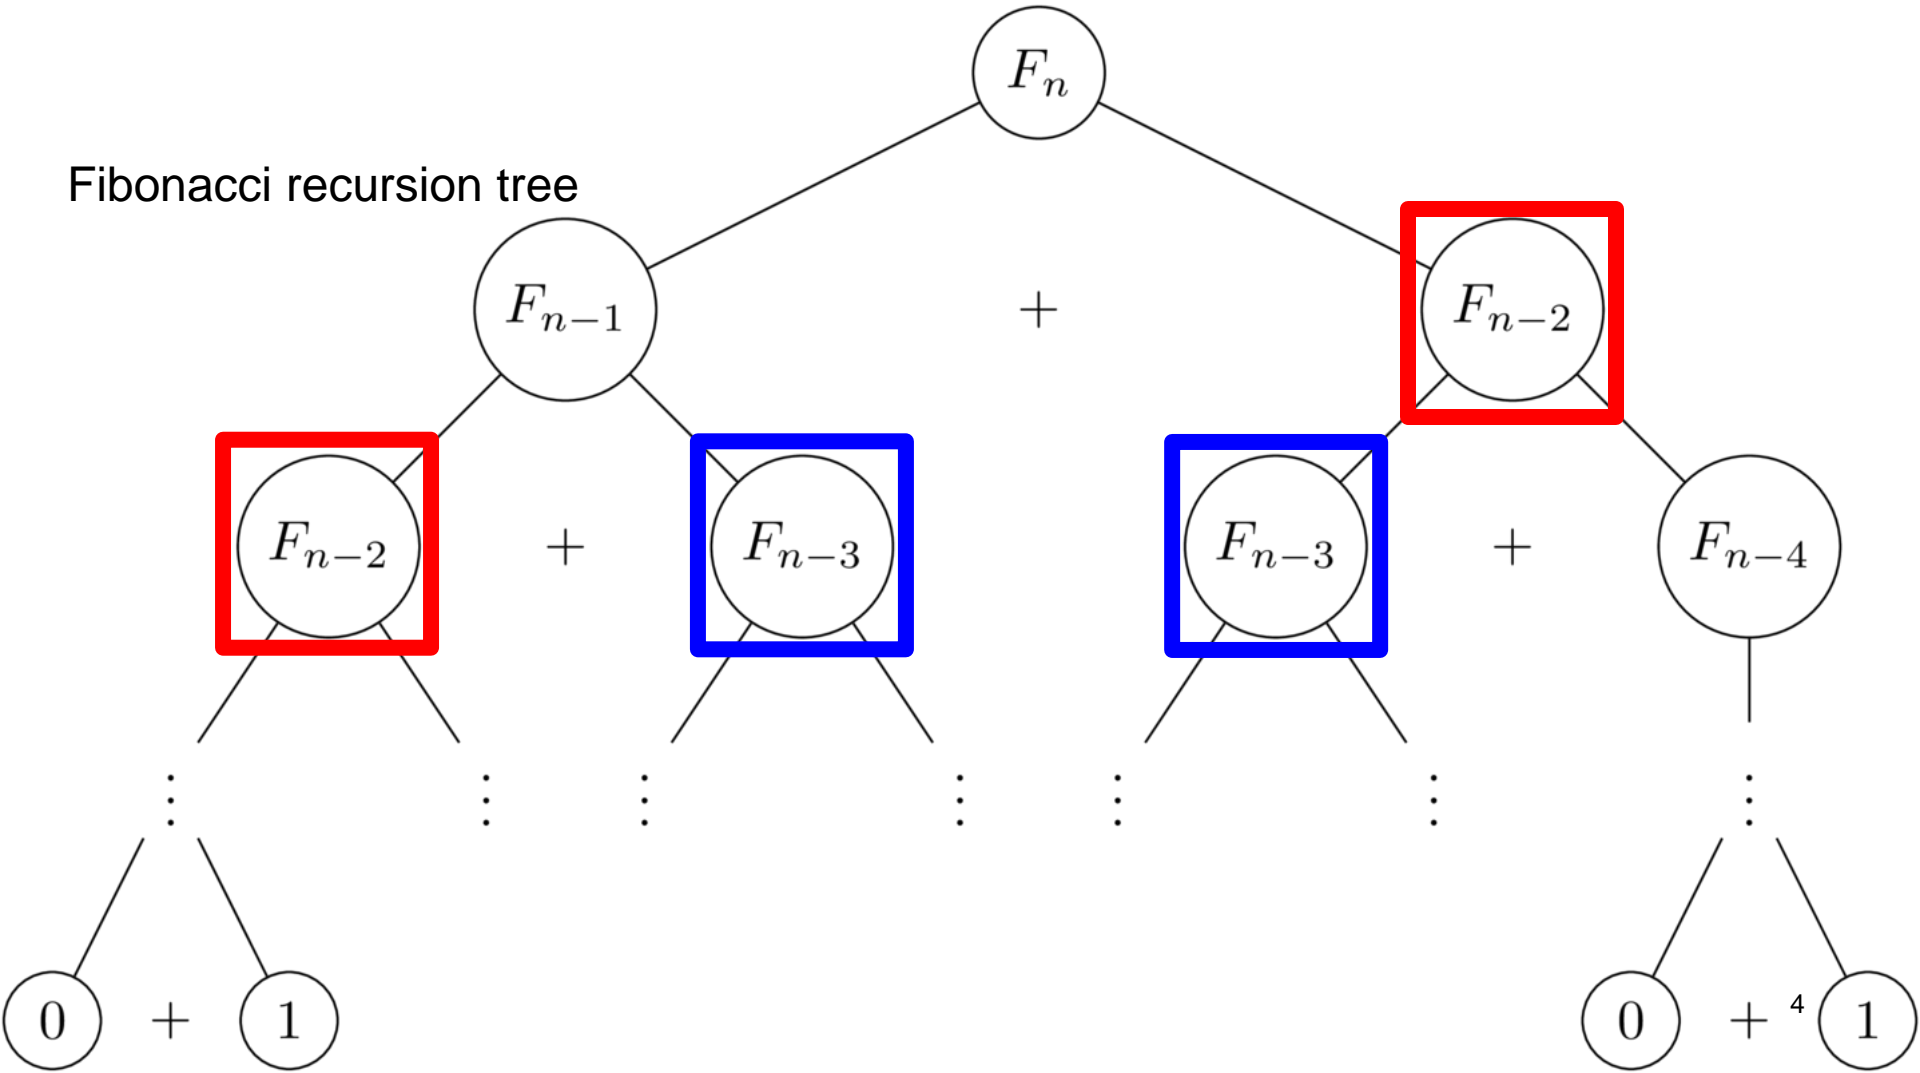 F_n
Fibonacci recursion tree
F_{n-1} + F_{n-2}
F_{n-2} + F_{n-3} F_{n-3} + F_{n-4}
⋮ ⋮ ⋮ ⋮ ⋮ ⋮ ⋮
0 + 1 0 + 4 1